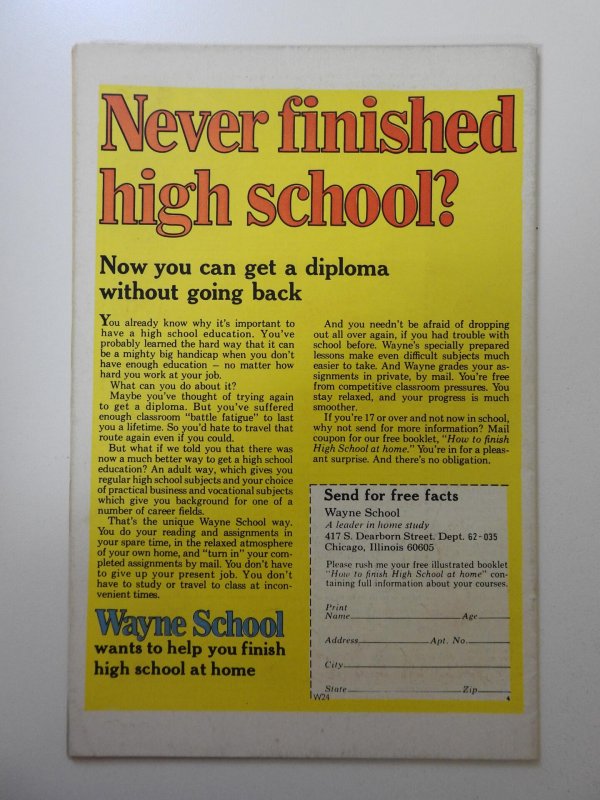 Never finished
high school?
Now you can get a diploma
without going back
You already know why it's important to
have a high school education. You've
probably learned the hard way that it can
be a mighty big handicap when you don't
have enough education — no matter how
hard you work at your job.
What can you do about it?
Maybe you've thought of trying again
to get a diploma. But you've suffered
enough classroom "battle fatigue" to last
you a lifetime. So you'd hate to travel that
route again even if you could.
But what if we told you that there was
now a much better way to get a high school
education? An adult way, which gives you
regular high school subjects and your choice
of practical business and vocational subjects
which give you background for one of a
number of career fields.
That's the unique Wayne School way.
You do your reading and assignments in
your spare time, in the relaxed atmosphere
of your own home, and "turn in" your com-
pleted assignments by mail. You don't have
to give up your present job. You don't
have to study or travel to class at incon-
venient times.
Wayne School
wants to help you finish
high school at home
And you needn't be afraid of dropping
out all over again, if you had trouble with
school before. Wayne's specially prepared
lessons make even difficult subjects much
easier to take. And Wayne grades your as-
signments in private, by mail. You're free
from competitive classroom pressures. You
stay relaxed, and your progress is much
smoother.
If you're 17 or over and not now in school,
why not send for more information? Mail
coupon for our free booklet, "How to finish
High School at home." You're in for a pleas-
ant surprise. And there's no obligation.
Send for free facts
Wayne School
A leader in home study
417 S. Dearborn Street. Dept. 62-035
Chicago, Illinois 60605
Please rush me your free illustrated booklet
"How to finish High School at home" con-
taining full information about your courses.
Print
Name Age
Address Apt. No.
City
State Zip
W24 4